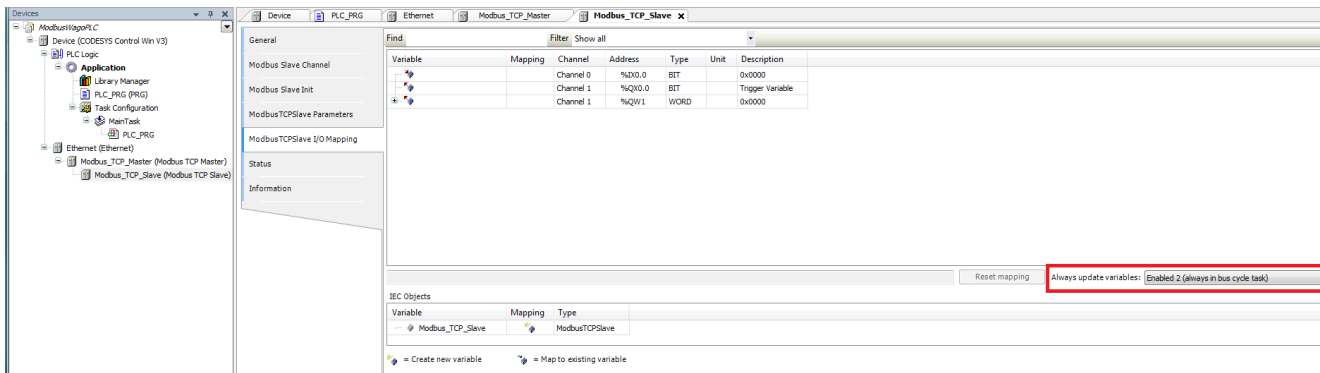 Devices
ModbusWagoPLC
Device (CODESYS Control Win V3)
PLC Logic
Application
Library Manager
PLC_PRG (PRG)
Task Configuration
MainTask
PLC_PRG
Ethernet (Ethernet)
Modbus_TCP_Master (Modbus TCP Master)
Modbus_TCP_Slave (Modbus TCP Slave)
Device PLC_PRG Ethernet Modbus_TCP_Master Modbus_TCP_Slave
General
Modbus Slave Channel
Modbus Slave Init
ModbusTCPSlave Parameters
ModbusTCPSlave I/O Mapping
Status
Information
Find Filter Show all
Variable Mapping Channel Address Type Unit Description
Channel 0 %IX0.0 BIT 0x0000
Channel 1 %QX0.0 BIT Trigger Variable
Channel 1 %QW1 WORD 0x0000
Reset mapping Always update variables: Enabled 2 (always in bus cycle task)
IEC Objects
Variable Mapping Type
Modbus_TCP_Slave ModbusTCPSlave
= Create new variable = Map to existing variable